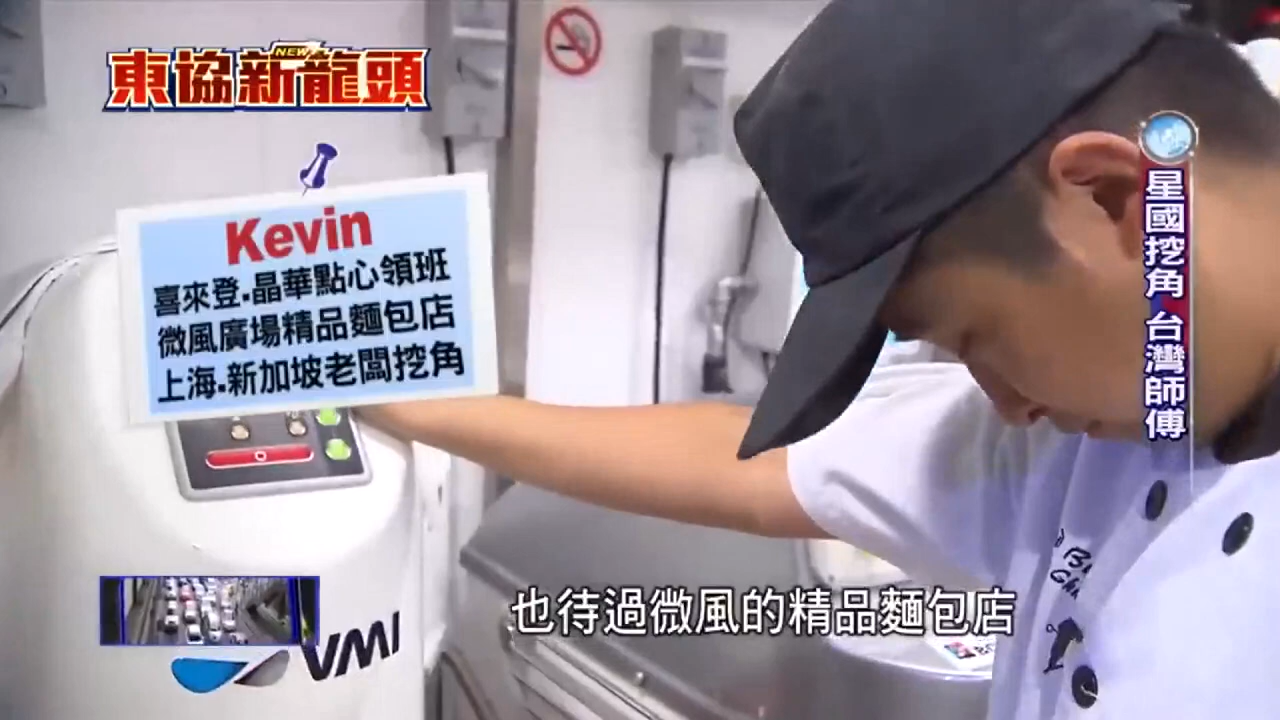 東協新龍頭
NEW
Kevin
喜來登.晶華點心領班
微風廣場精品麵包店
上海.新加坡老闆挖角
星國挖角 台灣師傅
VMI
也待過微風的精品麵包店